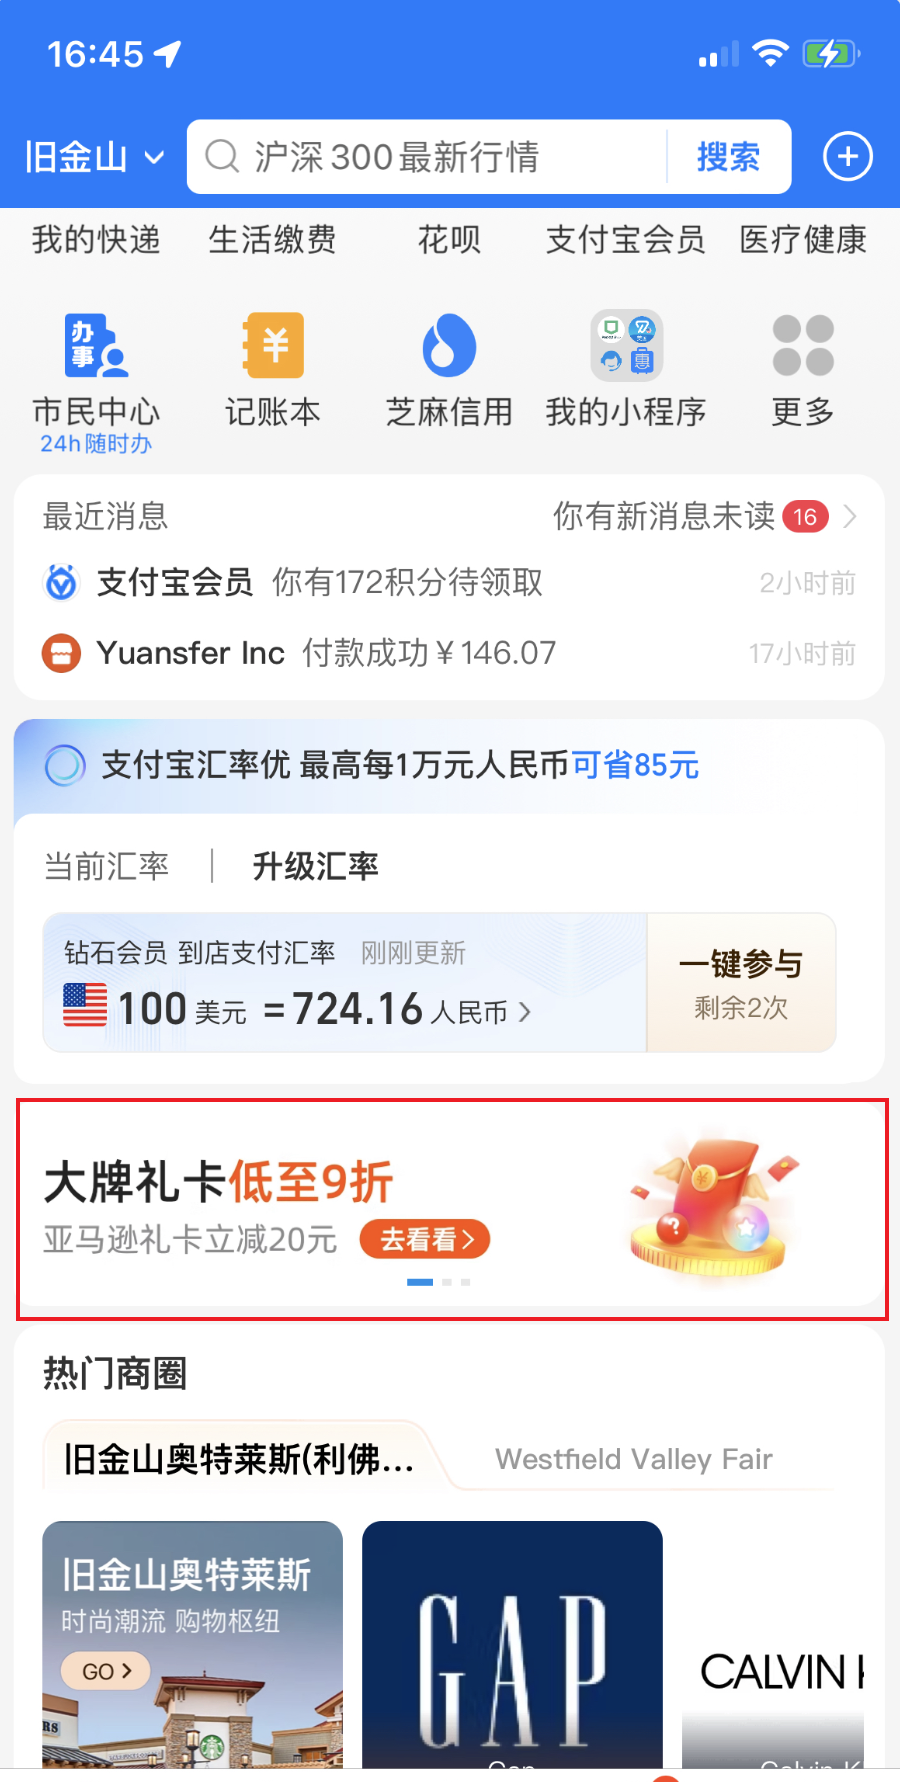 16:45
旧金山 沪深300最新行情 搜索
我的快递 生活缴费 花呗 支付宝会员 医疗健康
办事 ¥
市民中心 记账本 芝麻信用 我的小程序 更多
24h随时办
最近消息 你有新消息未读 16
支付宝会员 你有172积分待领取 2小时前
Yuansfer Inc 付款成功¥146.07 17小时前
支付宝汇率优 最高每1万元人民币可省85元
当前汇率 | 升级汇率
钻石会员 到店支付汇率 刚刚更新 一键参与
100 美元 =724.16 人民币 剩余2次
大牌礼卡低至9折
亚马逊礼卡立减20元 去看看
热门商圈
旧金山奥特莱斯(利佛... Westfield Valley Fair
旧金山奥特莱斯
时尚潮流 购物枢纽
GO
GAP
CALVIN